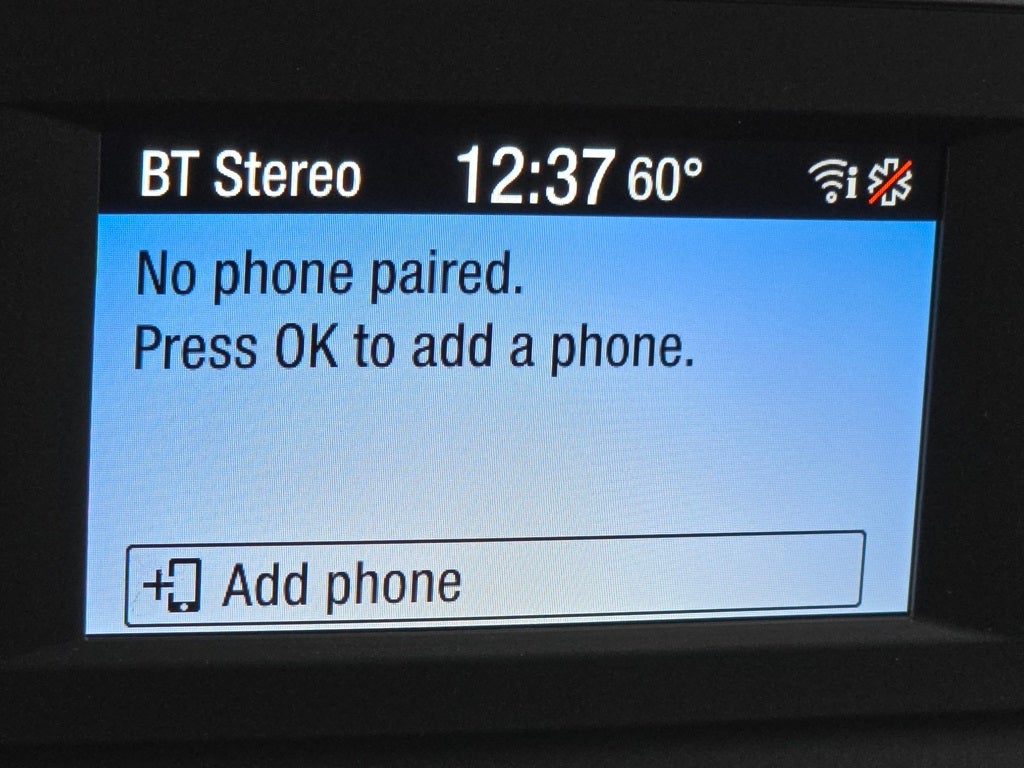 BT Stereo 12:37 60° i
No phone paired.
Press OK to add a phone.
Add phone